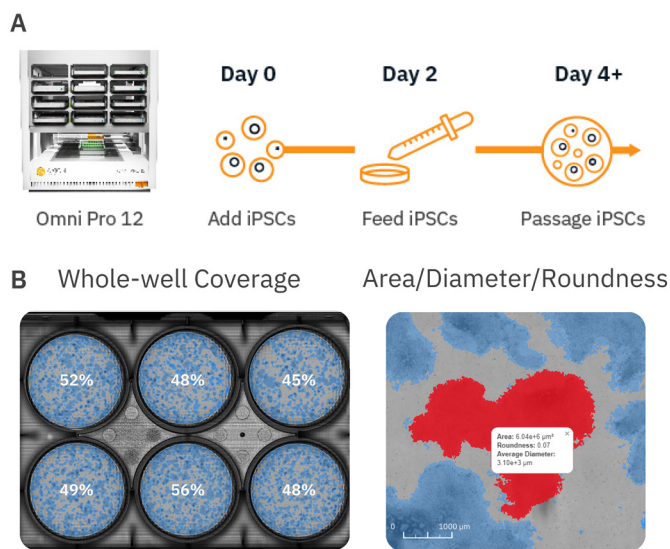 A
Day 0
Day 2
Day 4+
Omni Pro 12
Add iPSCs
Feed iPSCs
Passage iPSCs
B
Whole-well Coverage
Area/Diameter/Roundness
52%
48%
45%
49%
56%
48%
Area: 6.04e+6 µm²
Roundness: 0.07
Average Diameter:
3.10e+3 µm
0
1000 µm